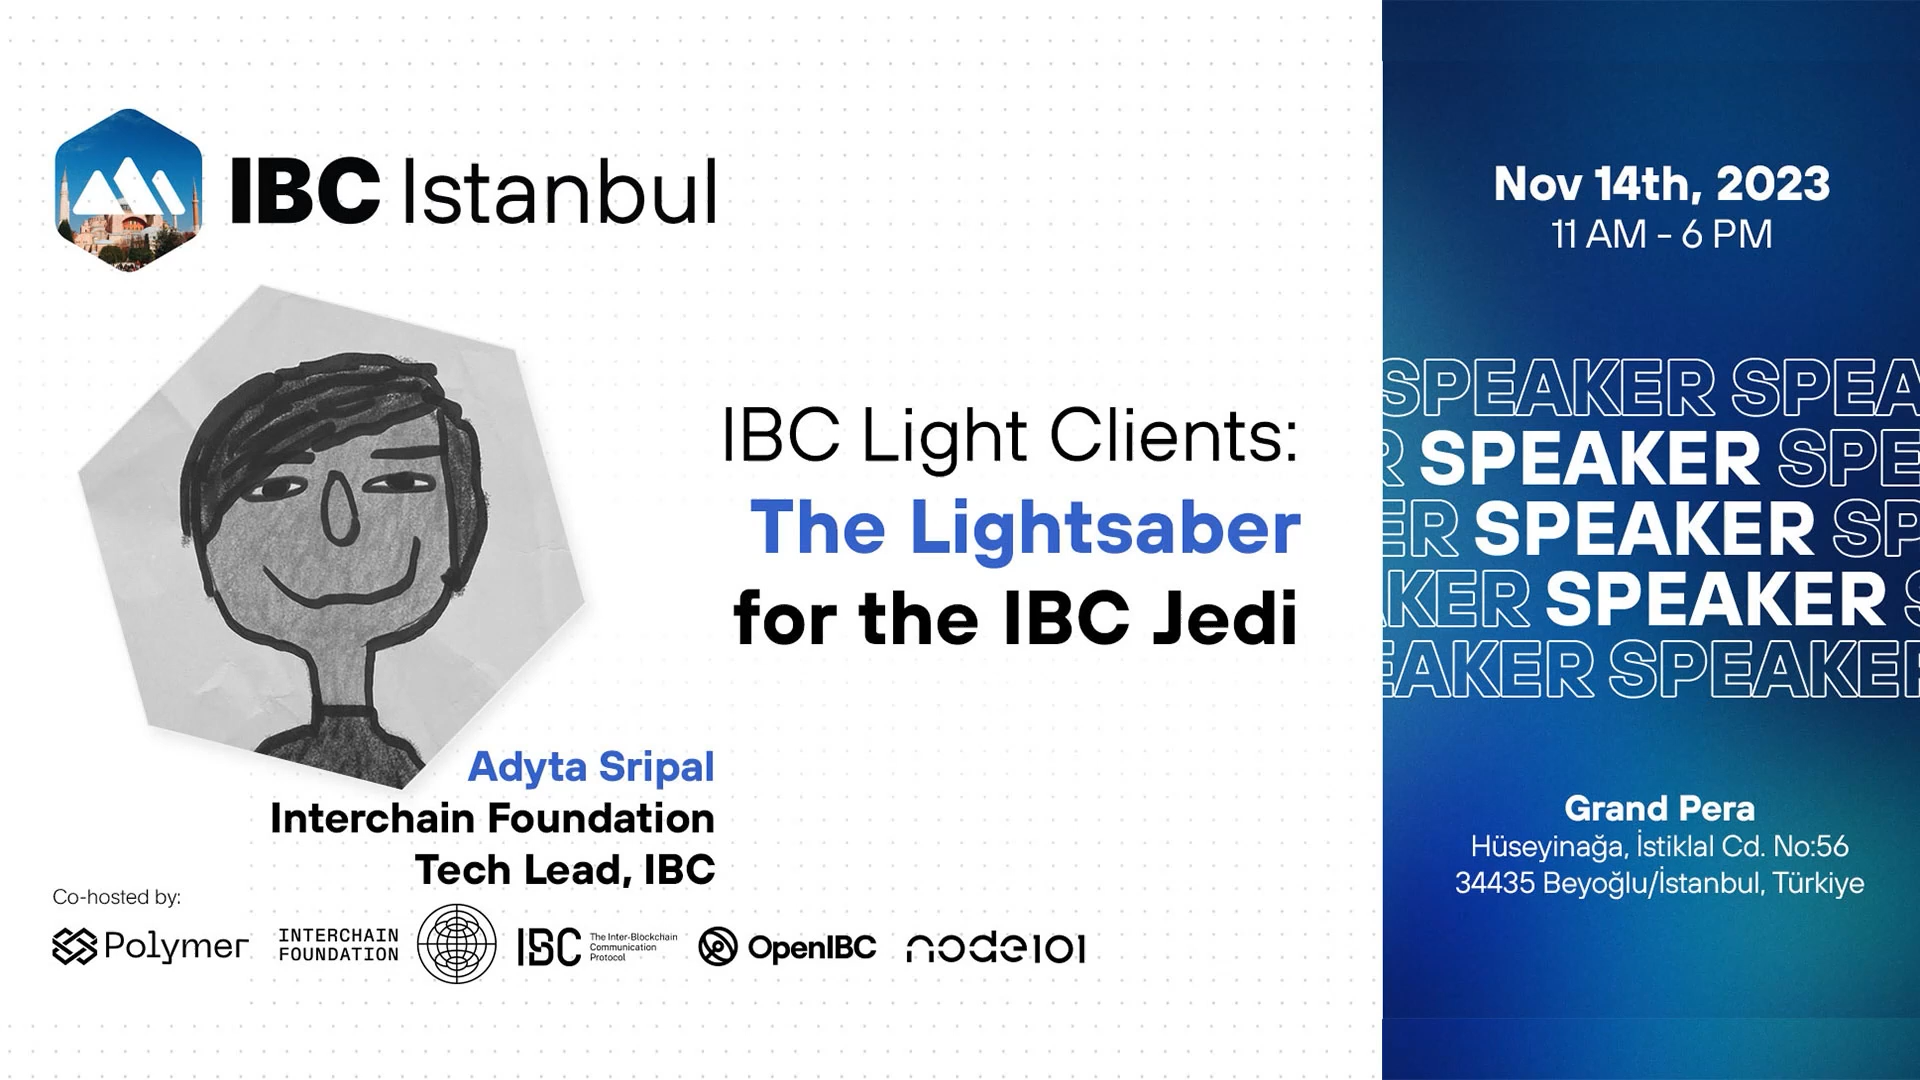 IBC Istanbul
IBC Light Clients:
The Lightsaber
for the IBC Jedi
Adyta Sripal
Interchain Foundation
Tech Lead, IBC
Co-hosted by:
Polymer
INTERCHAIN
FOUNDATION
IBC
The Inter-Blockchain
Communication
Protocol
OpenIBC
node101
Nov 14th, 2023
11 AM - 6 PM
SPEAKER SPEA
R SPEAKER SPE
ER SPEAKER SP
AKER SPEAKER S
EAKER SPEAKER
Grand Pera
Hüseyinağa, İstiklal Cd. No:56
34435 Beyoğlu/İstanbul, Türkiye